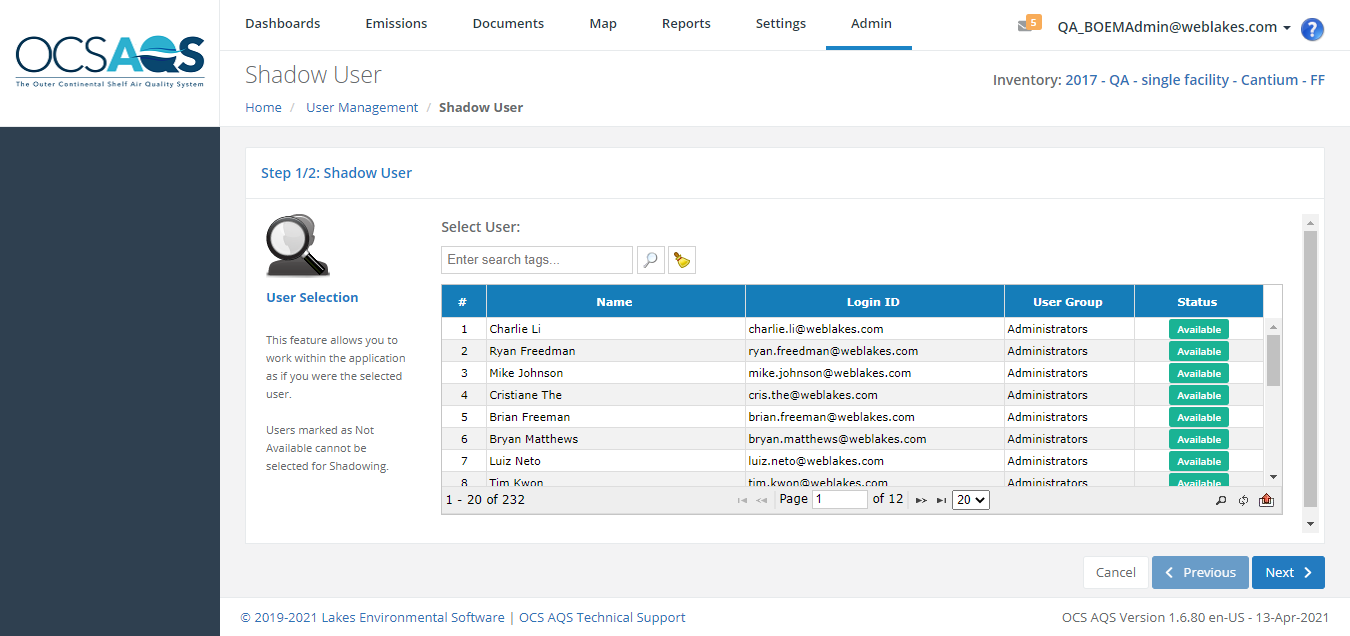 OCSAQS
The Outer Continental Shelf Air Quality System
Dashboards Emissions Documents Map Reports Settings Admin
5 QA_BOEMAdmin@weblakes.com ?
Shadow User
Inventory: 2017 - QA - single facility - Cantium - FF
Home / User Management / Shadow User
Step 1/2: Shadow User
User Selection
This feature allows you to
work within the application
as if you were the selected
user.
Users marked as Not
Available cannot be
selected for Shadowing.
Select User:
Enter search tags...
# Name Login ID User Group Status
1 Charlie Li charlie.li@weblakes.com Administrators Available
2 Ryan Freedman ryan.freedman@weblakes.com Administrators Available
3 Mike Johnson mike.johnson@weblakes.com Administrators Available
4 Cristiane The cris.the@weblakes.com Administrators Available
5 Brian Freeman brian.freeman@weblakes.com Administrators Available
6 Bryan Matthews bryan.matthews@weblakes.com Administrators Available
7 Luiz Neto luiz.neto@weblakes.com Administrators Available
8 Tim Kwon tim.kwon@weblakes.com Administrators Available
1 - 20 of 232 Page 1 of 12 20
Cancel Previous Next
© 2019-2021 Lakes Environmental Software | OCS AQS Technical Support
OCS AQS Version 1.6.80 en-US - 13-Apr-2021